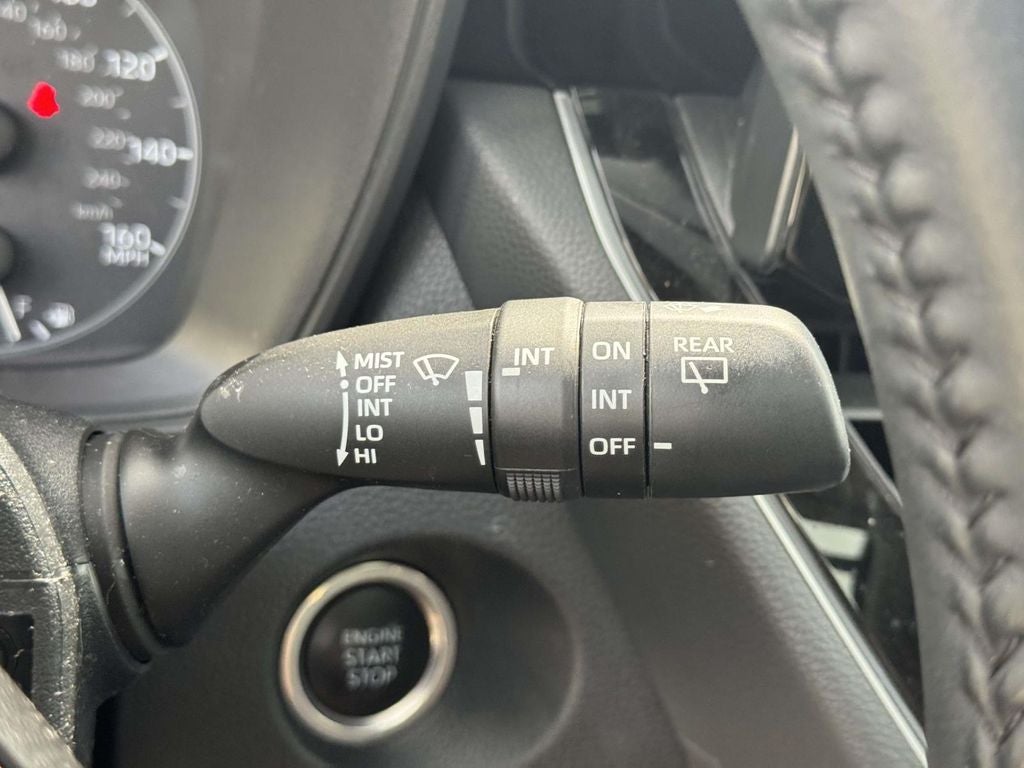 160
180 120
200
220 140
240
km/h
160
MPH
F
MIST
OFF
INT
LO
HI
INT
ON
INT
OFF
REAR
ENGINE
START
STOP